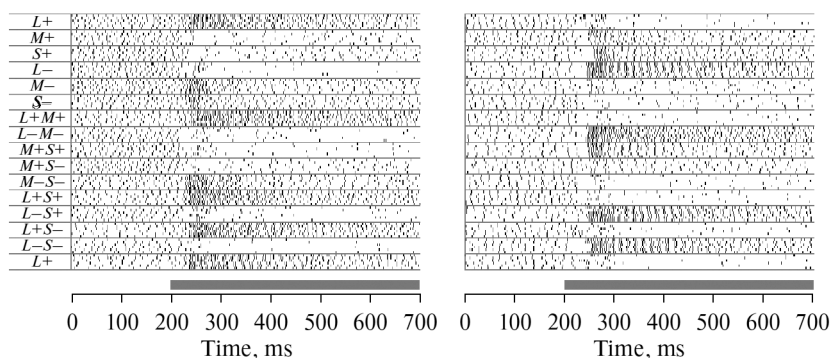 L+
M+
S+
L−
M−
S−
L+M+
L−M−
M+S+
M+S−
M−S−
L+S+
L−S+
L+S−
L−S−
L+
0 100 200 300 400 500 600 700
Time, ms
0 100 200 300 400 500 600 700
Time, ms